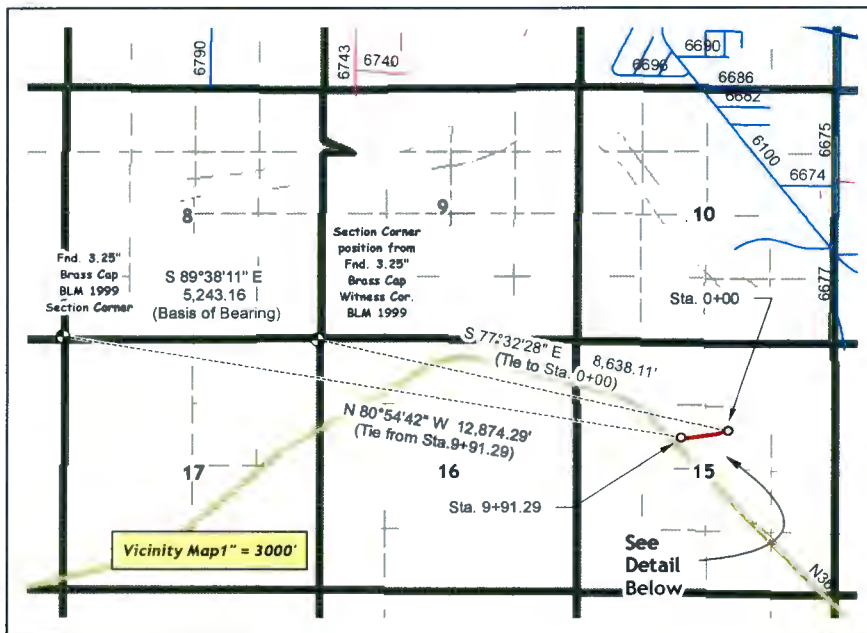 6790
6743
6740
6690
6696
6686
6682
6675
6100
6674
8
9
10
Fnd. 3.25"
Brass Cap
BLM 1999
Section Corner
S 89°38'11" E
5,243.16
(Basis of Bearing)
Section Corner
position from
Fnd. 3.25"
Brass Cap
Witness Cor.
BLM 1999
6677
Sta. 0+00
S 77°32'28" E 8,638.11'
(Tie to Sta. 0+00)
N 80°54'42" W 12,874.29'
(Tie from Sta.9+91.29)
17
16
15
Sta. 9+91.29
Vicinity Map1" = 3000'
See
Detail
Below